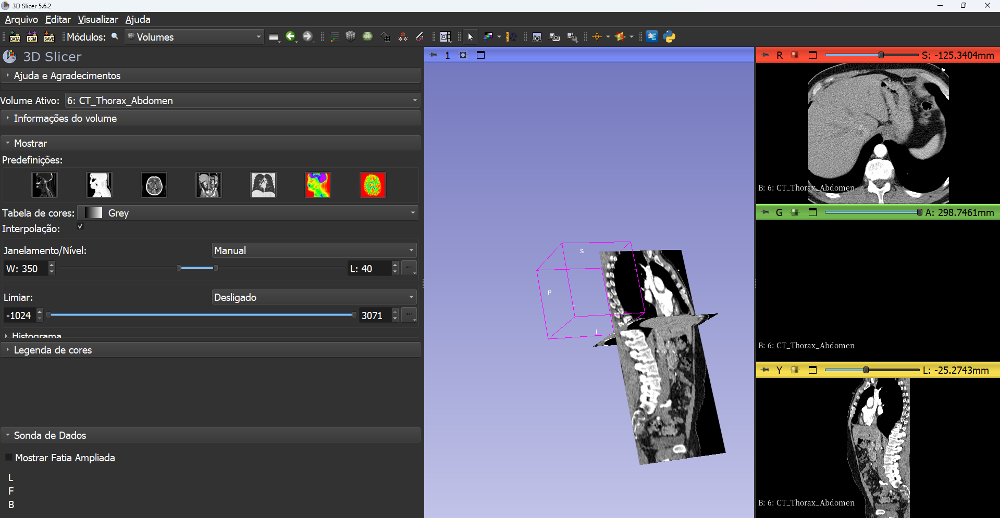 3D Slicer 5.6.2
Arquivo Editar Visualizar Ajuda
DATA DCM SAVE Módulos: Volumes
3D Slicer
Ajuda e Agradecimentos
Volume Ativo: 6: CT_Thorax_Abdomen
Informações do volume
Mostrar
Predefinições:
Tabela de cores: Grey
Interpolação:
Janelamento/Nível: Manual
W: 350 L: 40
Limiar: Desligado
-1024 3071
Histograma
Legenda de cores
Sonda de Dados
Mostrar Fatia Ampliada
L
F
B
1
S
P
I
R S: -125.3404mm
B: 6: CT_Thorax_Abdomen
G A: 298.7461mm
B: 6: CT_Thorax_Abdomen
Y L: -25.2743mm
B: 6: CT_Thorax_Abdomen